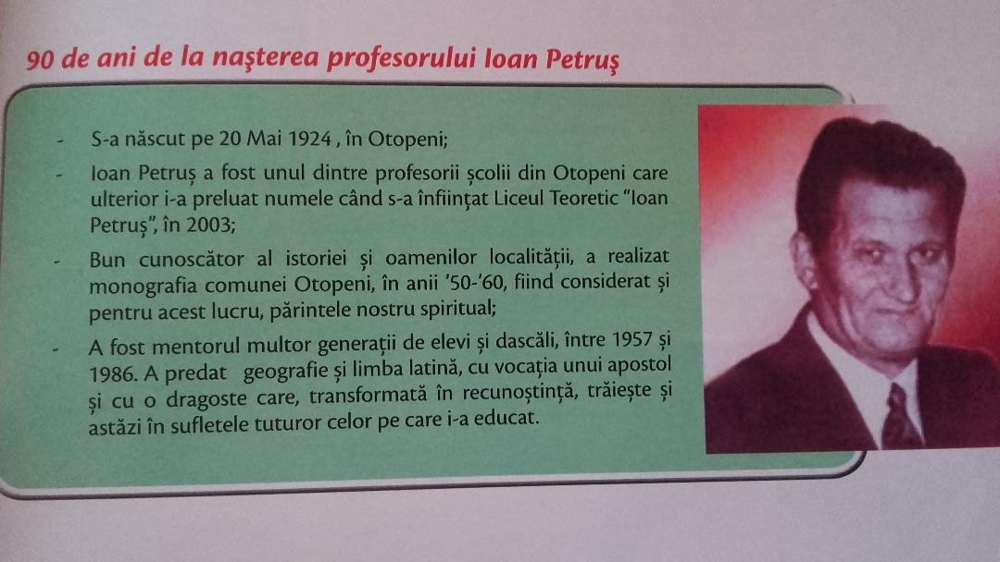 90 de ani de la naşterea profesorului Ioan Petruş
- S-a născut pe 20 Mai 1924 , în Otopeni;
- Ioan Petruș a fost unul dintre profesorii școlii din Otopeni care
ulterior i-a preluat numele când s-a înființat Liceul Teoretic "Ioan
Petruș", în 2003;
- Bun cunoscător al istoriei și oamenilor localității, a realizat
monografia comunei Otopeni, în anii '50-'60, fiind considerat și
pentru acest lucru, părintele nostru spiritual;
- A fost mentorul multor generații de elevi și dascăli, între 1957 și
1986. A predat geografie și limba latină, cu vocația unui apostol
și cu o dragoste care, transformată în recunoștință, trăiește și
astăzi în sufletele tuturor celor pe care i-a educat.